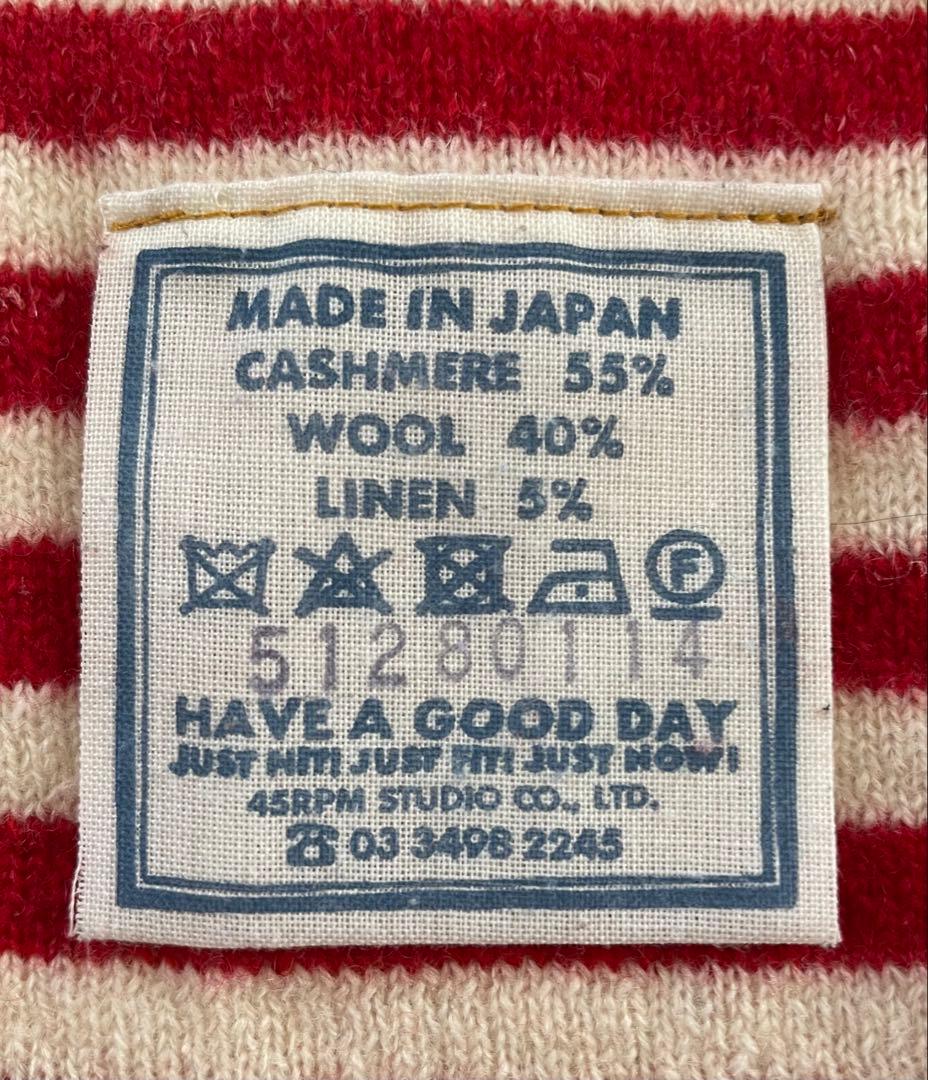 MADE IN JAPAN
CASHMERE 55%
WOOL 40%
LINEN 5%
F
51280114
HAVE A GOOD DAY
JUST HIT! JUST FIT! JUST NOW!
45RPM STUDIO CO., LTD.
☎ 03 3498 2245